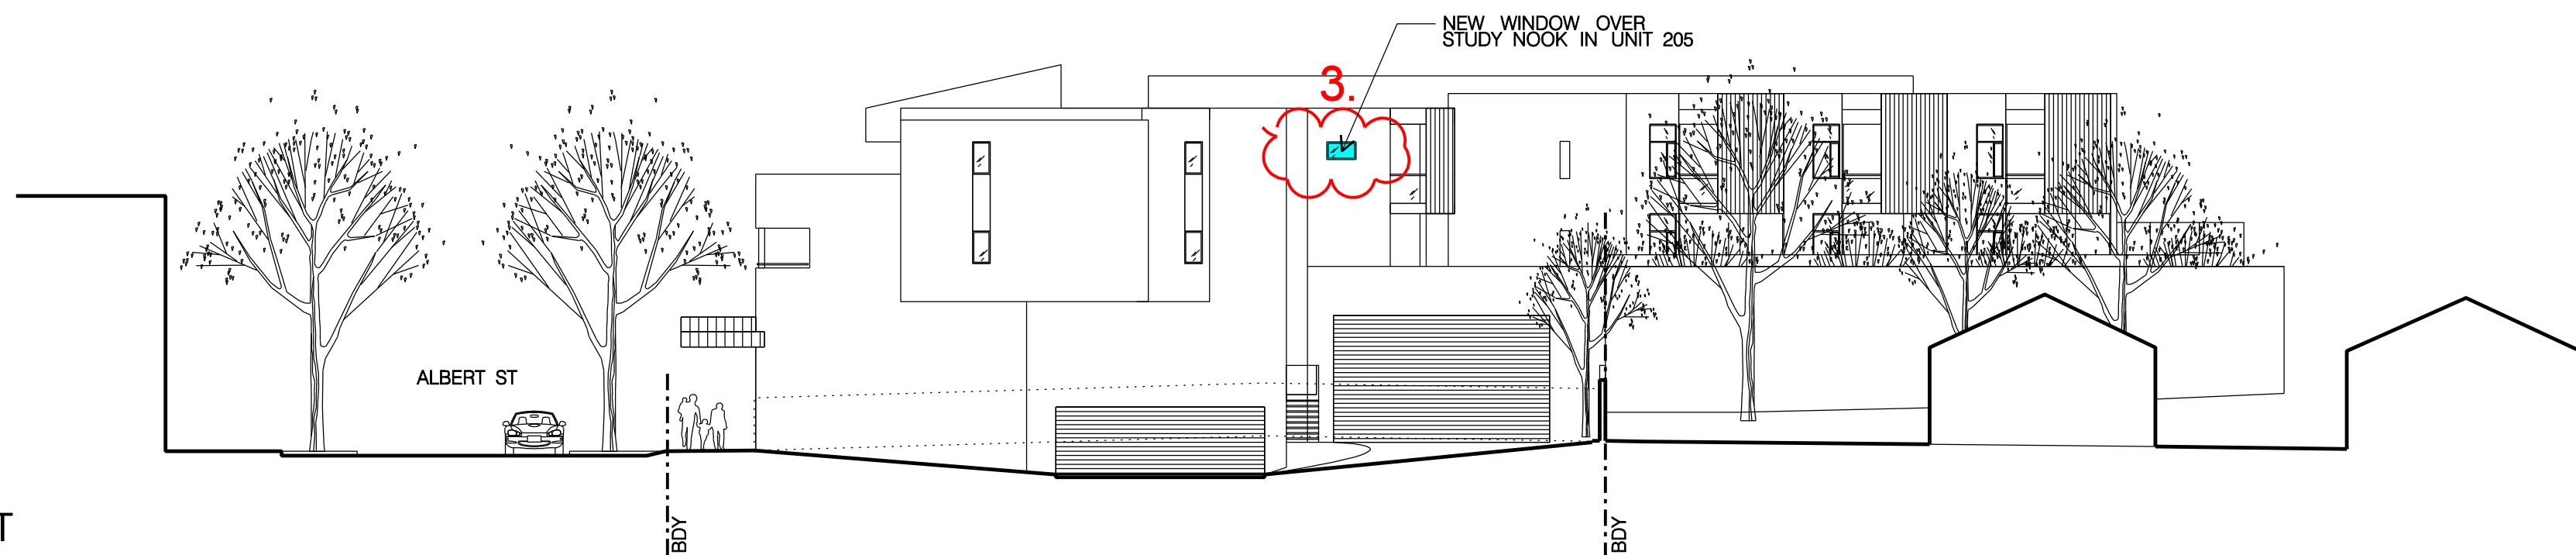 NEW WINDOW OVER
STUDY NOOK IN UNIT 205
3.
ALBERT ST
T
BDY
BDY